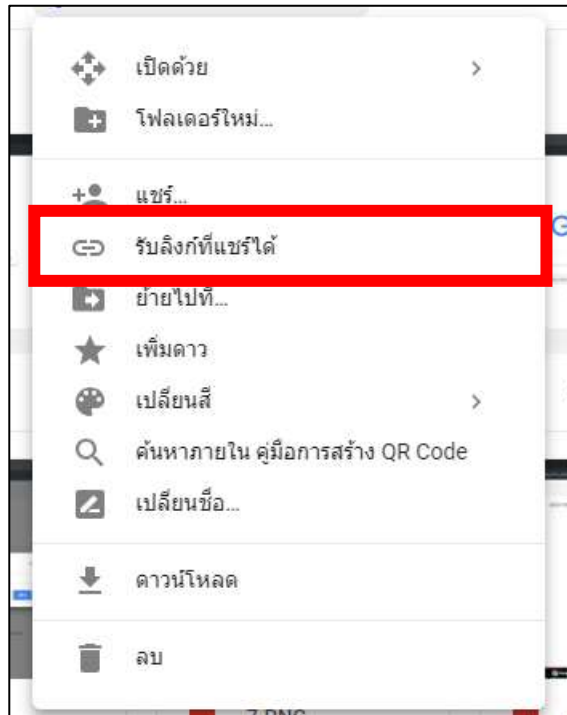 เปิดด้วย
โฟลเดอร์ใหม่...
แชร์...
รับลิงก์ที่แชร์ได้
ย้ายไปที่...
เพิ่มดาว
เปลี่ยนสี
ค้นหาภายใน คู่มือการสร้าง QR Code
เปลี่ยนชื่อ...
ดาวน์โหลด
ลบ
7.PNG